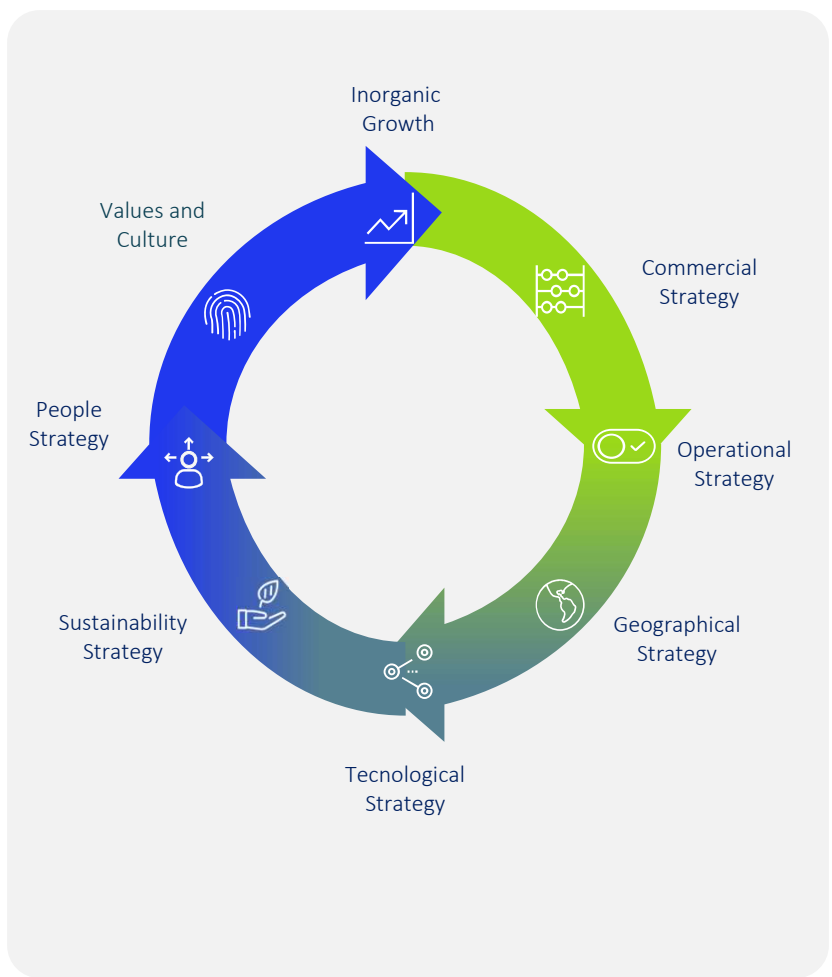 Inorganic
Growth
Values and
Culture
Commercial
Strategy
People
Strategy
Operational
Strategy
Sustainability
Strategy
Geographical
Strategy
Tecnological
Strategy